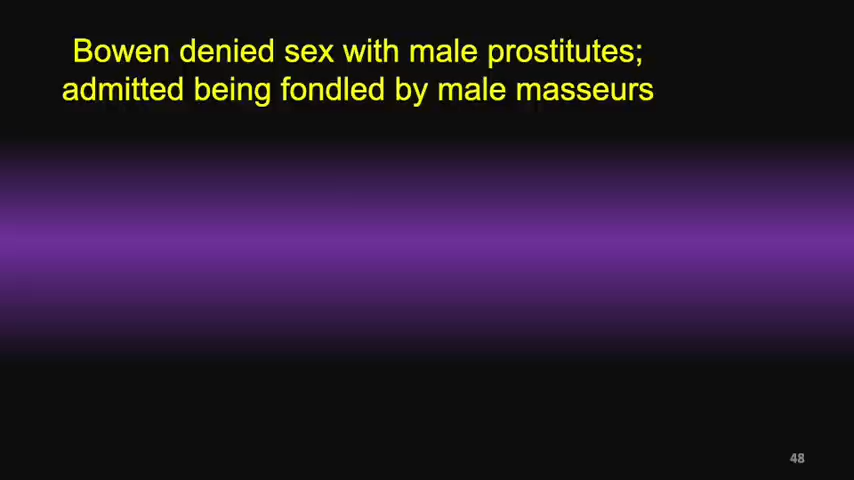 Bowen denied sex with male prostitutes;
admitted being fondled by male masseurs
48